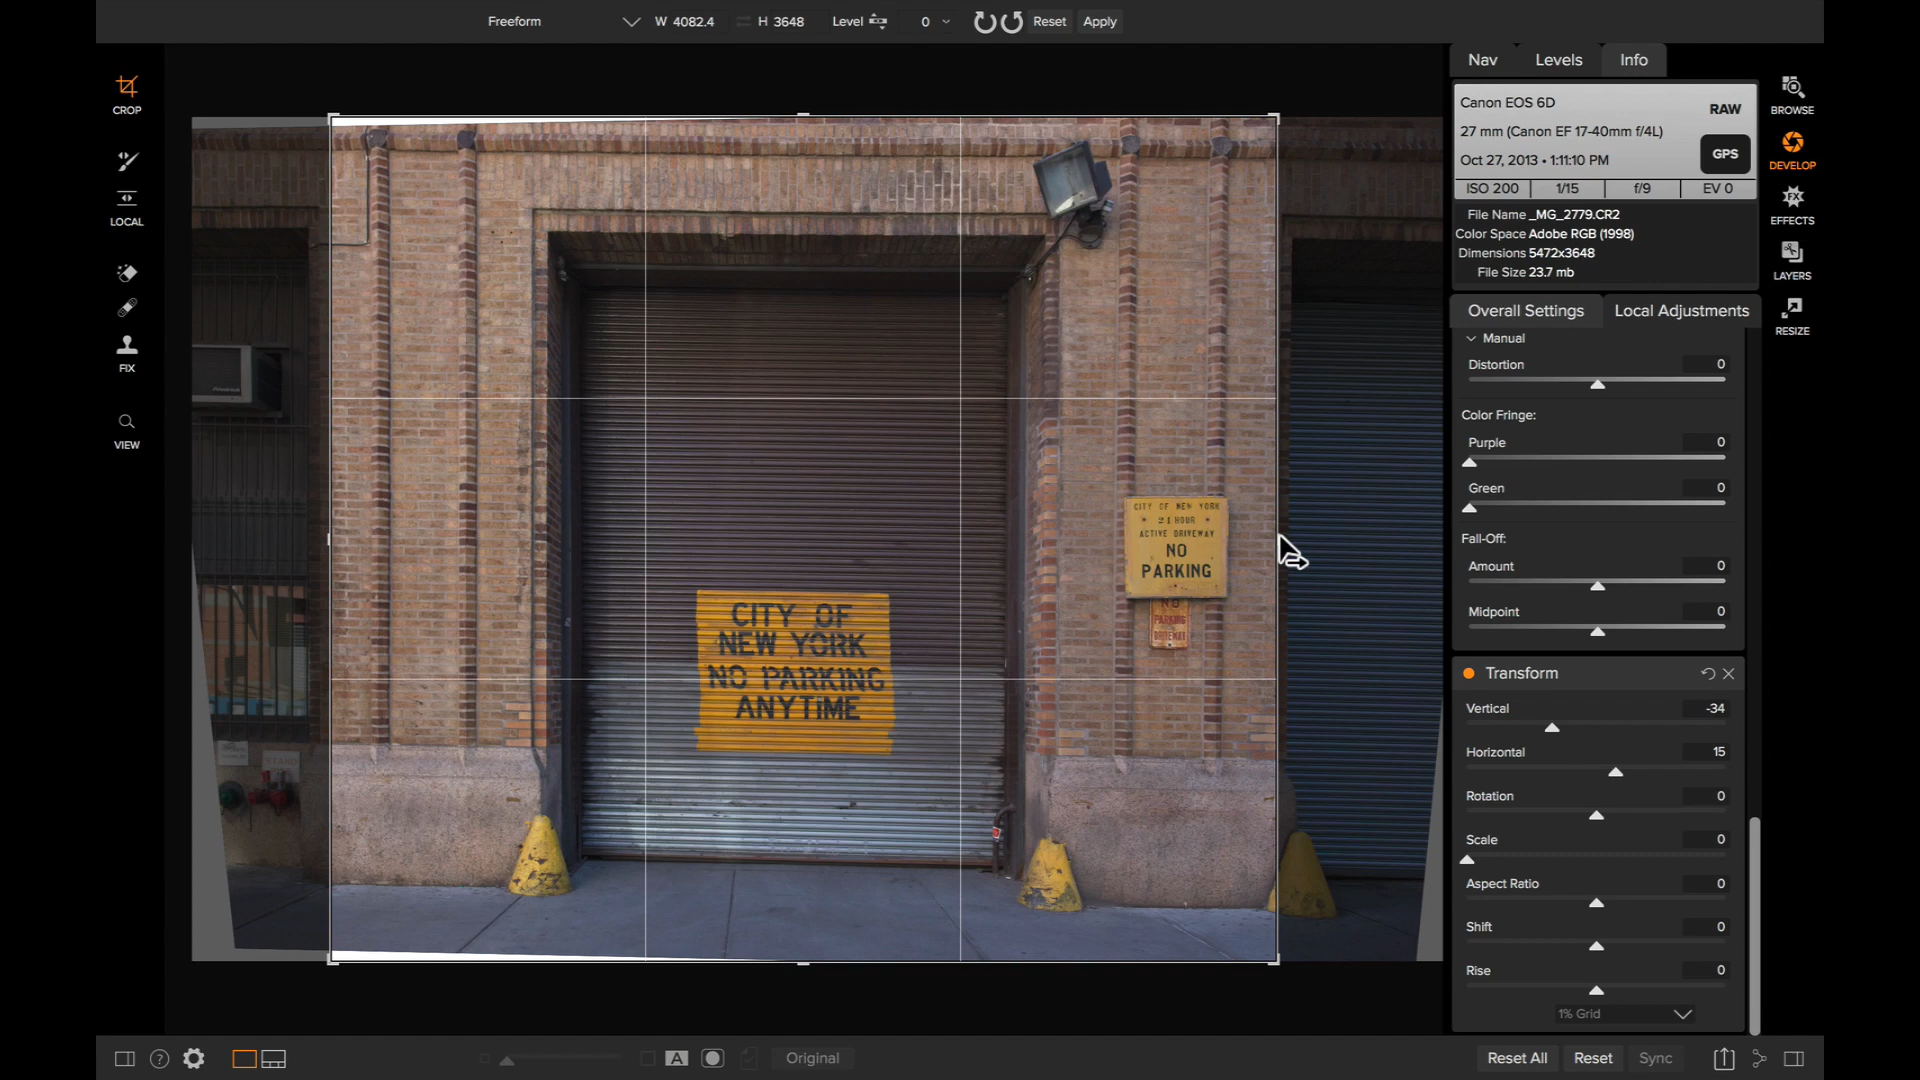 Freeform W 4082.4 H 3648 Level 0 Reset Apply
CROP
LOCAL
FIX
VIEW
CITY OF NEW YORK
24 HOUR
ACTIVE DRIVEWAY
NO
PARKING
NO
PARKING
DRIVEWAY
CITY OF
NEW YORK
NO PARKING
ANYTIME
Nav Levels Info
Canon EOS 6D RAW
27 mm (Canon EF 17-40mm f/4L)
Oct 27, 2013 • 1:11:10 PM GPS
ISO 200 1/15 f/9 EV 0
File Name _MG_2779.CR2
Color Space Adobe RGB (1998)
Dimensions 5472x3648
File Size 23.7 mb
Overall Settings Local Adjustments
Manual
Distortion 0
Color Fringe:
Purple 0
Green 0
Fall-Off:
Amount 0
Midpoint 0
Transform
Vertical -34
Horizontal 15
Rotation 0
Scale 0
Aspect Ratio 0
Shift 0
Rise 0
1% Grid
BROWSE
DEVELOP
FX
EFFECTS
LAYERS
RESIZE
? A Original Reset All Reset Sync